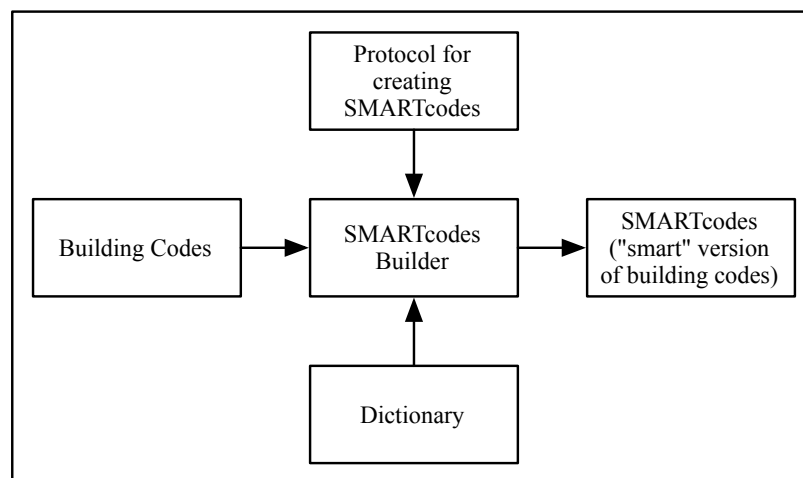 Protocol for
creating
SMARTcodes
Building Codes
SMARTcodes
Builder
SMARTcodes
("smart" version
of building codes)
Dictionary